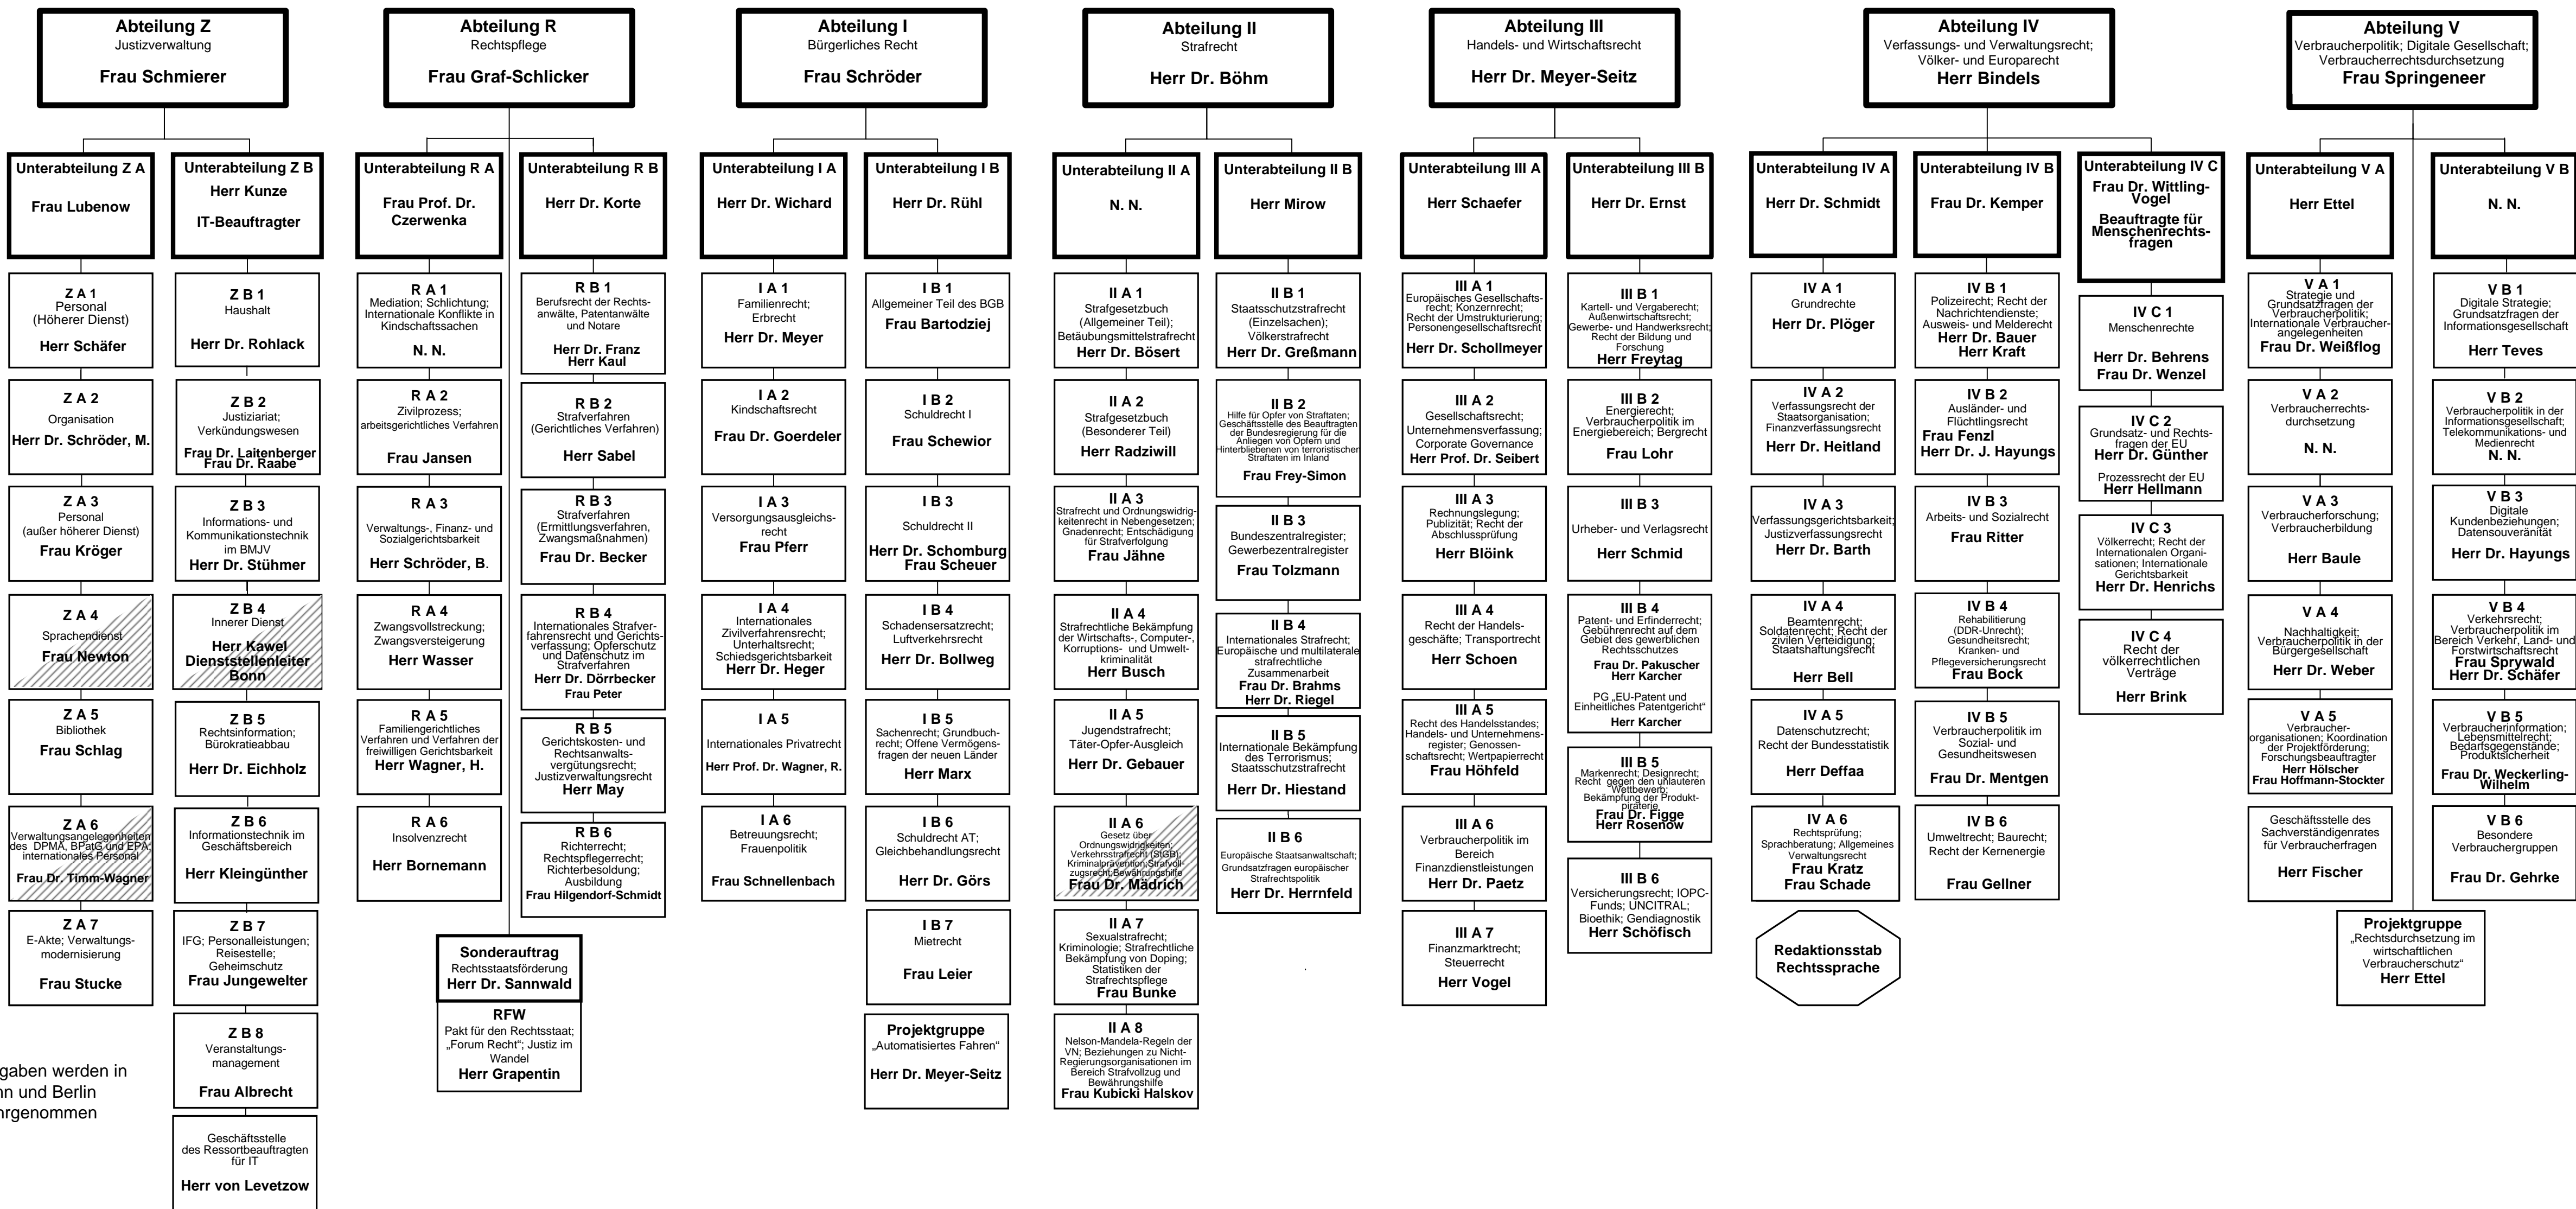 Abteilung Z
Justizverwaltung
Frau Schmierer
Unterabteilung Z A
Frau Lubenow
Z A 1
Personal
(Höherer Dienst)
Herr Schäfer
Z A 2
Organisation
Herr Dr. Schröder, M.
Z A 3
Personal
(außer höherer Dienst)
Frau Kröger
Z A 4
Sprachendienst
Frau Newton
Z A 5
Bibliothek
Frau Schlag
Z A 6
Verwaltungsangelegenheiten
des DPMA, BPatG und EPA;
internationales Personal
Frau Dr. Timm-Wagner
Z A 7
E-Akte; Verwaltungs-
modernisierung
Frau Stucke
gaben werden in
nn und Berlin
hrgenommen
Unterabteilung Z B
Herr Kunze
IT-Beauftragter
Z B 1
Haushalt
Herr Dr. Rohlack
Z B 2
Justiziariat;
Verkündungswesen
Frau Dr. Laitenberger
Frau Dr. Raabe
Z B 3
Informations- und
Kommunikationstechnik
im BMJV
Herr Dr. Stühmer
Z B 4
Innerer Dienst
Herr Kawel
Dienststellenleiter
Bonn
Z B 5
Rechtsinformation;
Bürokratieabbau
Herr Dr. Eichholz
Z B 6
Informationstechnik im
Geschäftsbereich
Herr Kleingünther
Z B 7
IFG; Personalleistungen;
Reisestelle;
Geheimschutz
Frau Jungewelter
Z B 8
Veranstaltungs-
management
Frau Albrecht
Geschäftsstelle
des Ressortbeauftragten
für IT
Herr von Levetzow
Abteilung R
Rechtspflege
Frau Graf-Schlicker
Unterabteilung R A
Frau Prof. Dr.
Czerwenka
R A 1
Mediation; Schlichtung;
Internationale Konflikte in
Kindschaftssachen
N. N.
R A 2
Zivilprozess;
arbeitsgerichtliches Verfahren
Frau Jansen
R A 3
Verwaltungs-, Finanz- und
Sozialgerichtsbarkeit
Herr Schröder, B.
R A 4
Zwangsvollstreckung;
Zwangsversteigerung
Herr Wasser
R A 5
Familiengerichtliches
Verfahren und Verfahren der
freiwilligen Gerichtsbarkeit
Herr Wagner, H.
R A 6
Insolvenzrecht
Herr Bornemann
Unterabteilung R B
Herr Dr. Korte
R B 1
Berufsrecht der Rechts-
anwälte, Patentanwälte
und Notare
Herr Dr. Franz
Herr Kaul
R B 2
Strafverfahren
(Gerichtliches Verfahren)
Herr Sabel
R B 3
Strafverfahren
(Ermittlungsverfahren,
Zwangsmaßnahmen)
Frau Dr. Becker
R B 4
Internationales Strafver-
fahrensrecht und Gerichts-
verfassung; Opferschutz
und Datenschutz im
Strafverfahren
Herr Dr. Dörrbecker
Frau Peter
R B 5
Gerichtskosten- und
Rechtsanwalts-
vergütungsrecht;
Justizverwaltungsrecht
Herr May
R B 6
Richterrecht;
Rechtspflegerrecht;
Richterbesoldung;
Ausbildung
Frau Hilgendorf-Schmidt
Sonderauftrag
Rechtsstaatsförderung
Herr Dr. Sannwald
RFW
Pakt für den Rechtsstaat;
„Forum Recht“; Justiz im
Wandel
Herr Grapentin
Abteilung I
Bürgerliches Recht
Frau Schröder
Unterabteilung I A
Herr Dr. Wichard
I A 1
Familienrecht;
Erbrecht
Herr Dr. Meyer
I A 2
Kindschaftsrecht
Frau Dr. Goerdeler
I A 3
Versorgungsausgleichs-
recht
Frau Pferr
I A 4
Internationales
Zivilverfahrensrecht;
Unterhaltsrecht;
Schiedsgerichtsbarkeit
Herr Dr. Heger
I A 5
Internationales Privatrecht
Herr Prof. Dr. Wagner, R.
I A 6
Betreuungsrecht;
Frauenpolitik
Frau Schnellenbach
Unterabteilung I B
Herr Dr. Rühl
I B 1
Allgemeiner Teil des BGB
Frau Bartodziej
I B 2
Schuldrecht I
Frau Schewior
I B 3
Schuldrecht II
Herr Dr. Schomburg
Frau Scheuer
I B 4
Schadensersatzrecht;
Luftverkehrsrecht
Herr Dr. Bollweg
I B 5
Sachenrecht; Grundbuch-
recht; Offene Vermögens-
fragen der neuen Länder
Herr Marx
I B 6
Schuldrecht AT;
Gleichbehandlungsrecht
Herr Dr. Görs
I B 7
Mietrecht
Frau Leier
Projektgruppe
„Automatisiertes Fahren“
Herr Dr. Meyer-Seitz
Abteilung II
Strafrecht
Herr Dr. Böhm
Unterabteilung II A
N. N.
II A 1
Strafgesetzbuch
(Allgemeiner Teil);
Betäubungsmittelstrafrecht
Herr Dr. Bösert
II A 2
Strafgesetzbuch
(Besonderer Teil)
Herr Radziwill
II A 3
Strafrecht und Ordnungswidrig-
keitenrecht in Nebengesetzen;
Gnadenrecht; Entschädigung
für Strafverfolgung
Frau Jähne
II A 4
Strafrechtliche Bekämpfung
der Wirtschafts-, Computer-,
Korruptions- und Umwelt-
kriminalität
Herr Busch
II A 5
Jugendstrafrecht;
Täter-Opfer-Ausgleich
Herr Dr. Gebauer
II A 6
Gesetz über
Ordnungswidrigkeiten;
Verkehrsstrafrecht (StGB);
Kriminalprävention;Strafvoll-
zugsrecht;Bewährungshilfe
Frau Dr. Mädrich
II A 7
Sexualstrafrecht;
Kriminologie; Strafrechtliche
Bekämpfung von Doping;
Statistiken der
Strafrechtspflege
Frau Bunke
II A 8
Nelson-Mandela-Regeln der
VN; Beziehungen zu Nicht-
Regierungsorganisationen im
Bereich Strafvollzug und
Bewährungshilfe
Frau Kubicki Halskov
Unterabteilung II B
Herr Mirow
II B 1
Staatsschutzstrafrecht
(Einzelsachen);
Völkerstrafrecht
Herr Dr. Greßmann
II B 2
Hilfe für Opfer von Straftaten;
Geschäftsstelle des Beauftragten
der Bundesregierung für die
Anliegen von Opfern und
Hinterbliebenen von terroristischen
Straftaten im Inland
Frau Frey-Simon
II B 3
Bundeszentralregister;
Gewerbezentralregister
Frau Tolzmann
II B 4
Internationales Strafrecht;
Europäische und multilaterale
strafrechtliche
Zusammenarbeit
Frau Dr. Brahms
Herr Dr. Riegel
II B 5
Internationale Bekämpfung
des Terrorismus;
Staatsschutzstrafrecht
Herr Dr. Hiestand
II B 6
Europäische Staatsanwaltschaft;
Grundsatzfragen europäischer
Strafrechtspolitik
Herr Dr. Herrnfeld
Abteilung III
Handels- und Wirtschaftsrecht
Herr Dr. Meyer-Seitz
Unterabteilung III A
Herr Schaefer
III A 1
Europäisches Gesellschafts-
recht; Konzernrecht;
Recht der Umstrukturierung;
Personengesellschaftsrecht
Herr Dr. Schollmeyer
III A 2
Gesellschaftsrecht;
Unternehmensverfassung;
Corporate Governance
Herr Prof. Dr. Seibert
III A 3
Rechnungslegung;
Publizität; Recht der
Abschlussprüfung
Herr Blöink
III A 4
Recht der Handels-
geschäfte; Transportrecht
Herr Schoen
III A 5
Recht des Handelsstandes;
Handels- und Unternehmens-
register; Genossen-
schaftsrecht; Wertpapierrecht
Frau Höhfeld
III A 6
Verbraucherpolitik im
Bereich
Finanzdienstleistungen
Herr Dr. Paetz
III A 7
Finanzmarktrecht;
Steuerrecht
Herr Vogel
Unterabteilung III B
Herr Dr. Ernst
III B 1
Kartell- und Vergaberecht;
Außenwirtschaftsrecht;
Gewerbe- und Handwerksrecht;
Recht der Bildung und
Forschung
Herr Freytag
III B 2
Energierecht;
Verbraucherpolitik im
Energiebereich; Bergrecht
Frau Lohr
III B 3
Urheber- und Verlagsrecht
Herr Schmid
III B 4
Patent- und Erfinderrecht;
Gebührenrecht auf dem
Gebiet des gewerblichen
Rechtsschutzes
Frau Dr. Pakuscher
Herr Karcher
PG „EU-Patent und
Einheitliches Patentgericht“
Herr Karcher
III B 5
Markenrecht; Designrecht;
Recht gegen den unlauteren
Wettbewerb;
Bekämpfung der Produkt-
piraterie
Frau Dr. Figge
Herr Rosenow
III B 6
Versicherungsrecht; IOPC-
Funds; UNCITRAL;
Bioethik; Gendiagnostik
Herr Schöfisch
Abteilung IV
Verfassungs- und Verwaltungsrecht;
Völker- und Europarecht
Herr Bindels
Unterabteilung IV A
Herr Dr. Schmidt
IV A 1
Grundrechte
Herr Dr. Plöger
IV A 2
Verfassungsrecht der
Staatsorganisation;
Finanzverfassungsrecht
Herr Dr. Heitland
IV A 3
Verfassungsgerichtsbarkeit;
Justizverfassungsrecht
Herr Dr. Barth
IV A 4
Beamtenrecht;
Soldatenrecht; Recht der
zivilen Verteidigung;
Staatshaftungsrecht
Herr Bell
IV A 5
Datenschutzrecht;
Recht der Bundesstatistik
Herr Deffaa
IV A 6
Rechtsprüfung;
Sprachberatung; Allgemeines
Verwaltungsrecht
Frau Kratz
Frau Schade
Redaktionsstab
Rechtssprache
Unterabteilung IV B
Frau Dr. Kemper
IV B 1
Polizeirecht; Recht der
Nachrichtendienste;
Ausweis- und Melderecht
Herr Dr. Bauer
Herr Kraft
IV B 2
Ausländer- und
Flüchtlingsrecht
Frau Fenzl
Herr Dr. J. Hayungs
IV B 3
Arbeits- und Sozialrecht
Frau Ritter
IV B 4
Rehabilitierung
(DDR-Unrecht);
Gesundheitsrecht;
Kranken- und
Pflegeversicherungsrecht
Frau Bock
IV B 5
Verbraucherpolitik im
Sozial- und
Gesundheitswesen
Frau Dr. Mentgen
IV B 6
Umweltrecht; Baurecht;
Recht der Kernenergie
Frau Gellner
Unterabteilung IV C
Frau Dr. Wittling-
Vogel
Beauftragte für
Menschenrechts-
fragen
IV C 1
Menschenrechte
Herr Dr. Behrens
Frau Dr. Wenzel
IV C 2
Grundsatz- und Rechts-
fragen der EU
Herr Dr. Günther
Prozessrecht der EU
Herr Hellmann
IV C 3
Völkerrecht; Recht der
Internationalen Organi-
sationen; Internationale
Gerichtsbarkeit
Herr Dr. Henrichs
IV C 4
Recht der
völkerrechtlichen
Verträge
Herr Brink
Abteilung V
Verbraucherpolitik; Digitale Gesellschaft;
Verbraucherrechtsdurchsetzung
Frau Springeneer
Unterabteilung V A
Herr Ettel
V A 1
Strategie und
Grundsatzfragen der
Verbraucherpolitik;
Internationale Verbraucher-
angelegenheiten
Frau Dr. Weißflog
V A 2
Verbraucherrechts-
durchsetzung
N. N.
V A 3
Verbraucherforschung;
Verbraucherbildung
Herr Baule
V A 4
Nachhaltigkeit;
Verbraucherpolitik in der
Bürgergesellschaft
Herr Dr. Weber
V A 5
Verbraucher-
organisationen; Koordination
der Projektförderung;
Forschungsbeauftragter
Herr Hölscher
Frau Hoffmann-Stockter
Geschäftsstelle des
Sachverständigenrates
für Verbraucherfragen
Herr Fischer
Unterabteilung V B
N. N.
V B 1
Digitale Strategie;
Grundsatzfragen der
Informationsgesellschaft
Herr Teves
V B 2
Verbraucherpolitik in der
Informationsgesellschaft;
Telekommunikations- und
Medienrecht
N. N.
V B 3
Digitale
Kundenbeziehungen;
Datensouveränität
Herr Dr. Hayungs
V B 4
Verkehrsrecht;
Verbraucherpolitik im
Bereich Verkehr, Land- und
Forstwirtschaftsrecht
Frau Sprywald
Herr Dr. Schäfer
V B 5
Verbraucherinformation;
Lebensmittelrecht;
Bedarfsgegenstände;
Produktsicherheit
Frau Dr. Weckerling-
Wilhelm
V B 6
Besondere
Verbrauchergruppen
Frau Dr. Gehrke
Projektgruppe
„Rechtsdurchsetzung im
wirtschaftlichen
Verbraucherschutz“
Herr Ettel